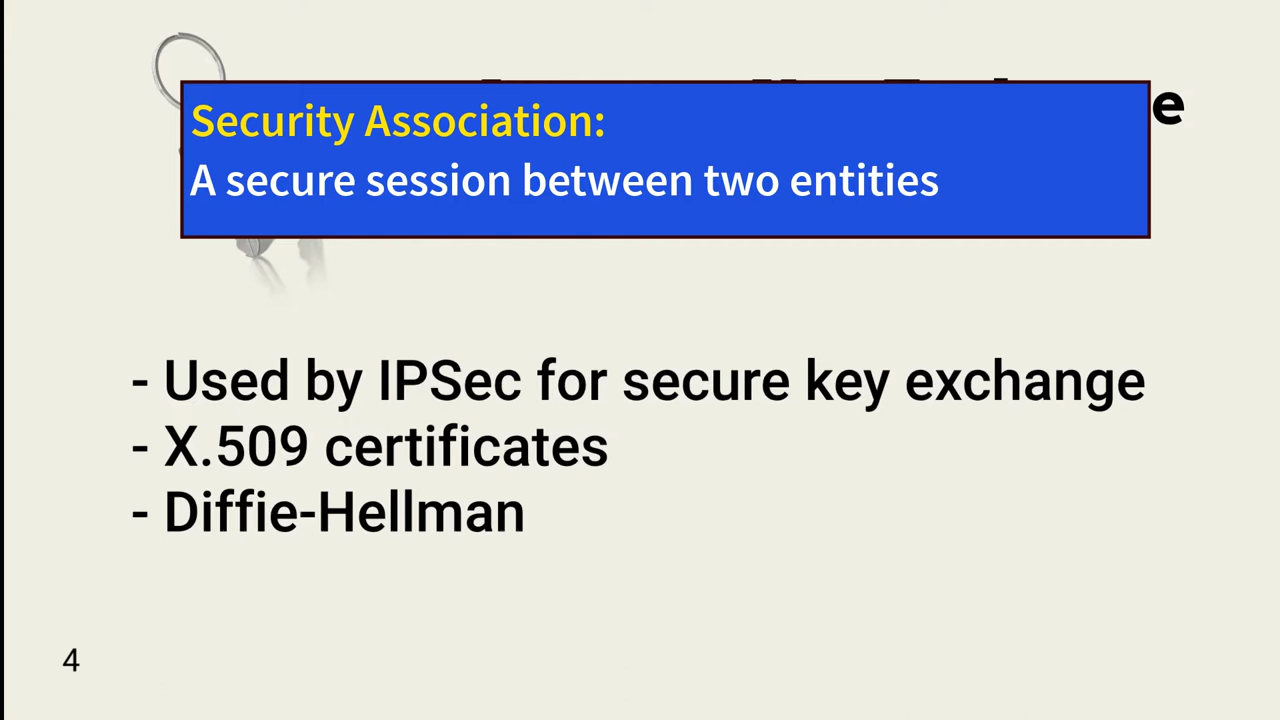 Security Association:
A secure session between two entities
- Used by IPSec for secure key exchange
- X.509 certificates
- Diffie-Hellman
4